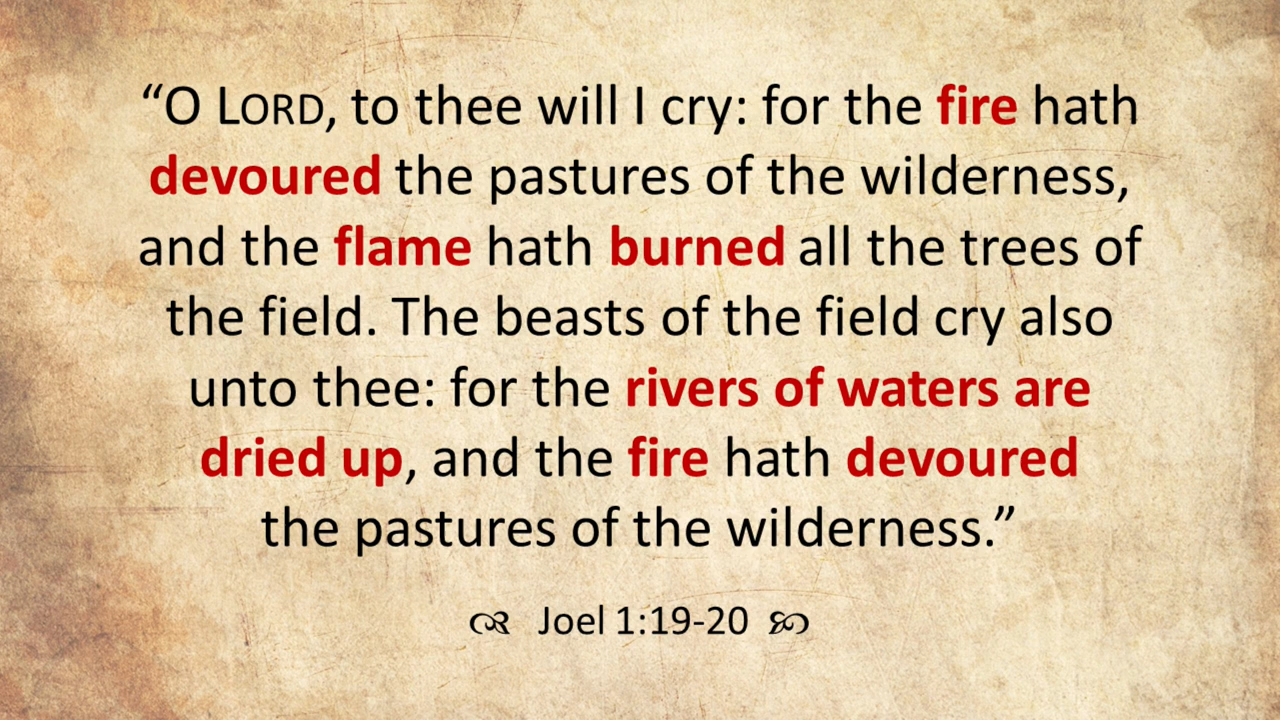 “O LORD, to thee will I cry: for the fire hath
devoured the pastures of the wilderness,
and the flame hath burned all the trees of
the field. The beasts of the field cry also
unto thee: for the rivers of waters are
dried up, and the fire hath devoured
the pastures of the wilderness.”
Joel 1:19-20